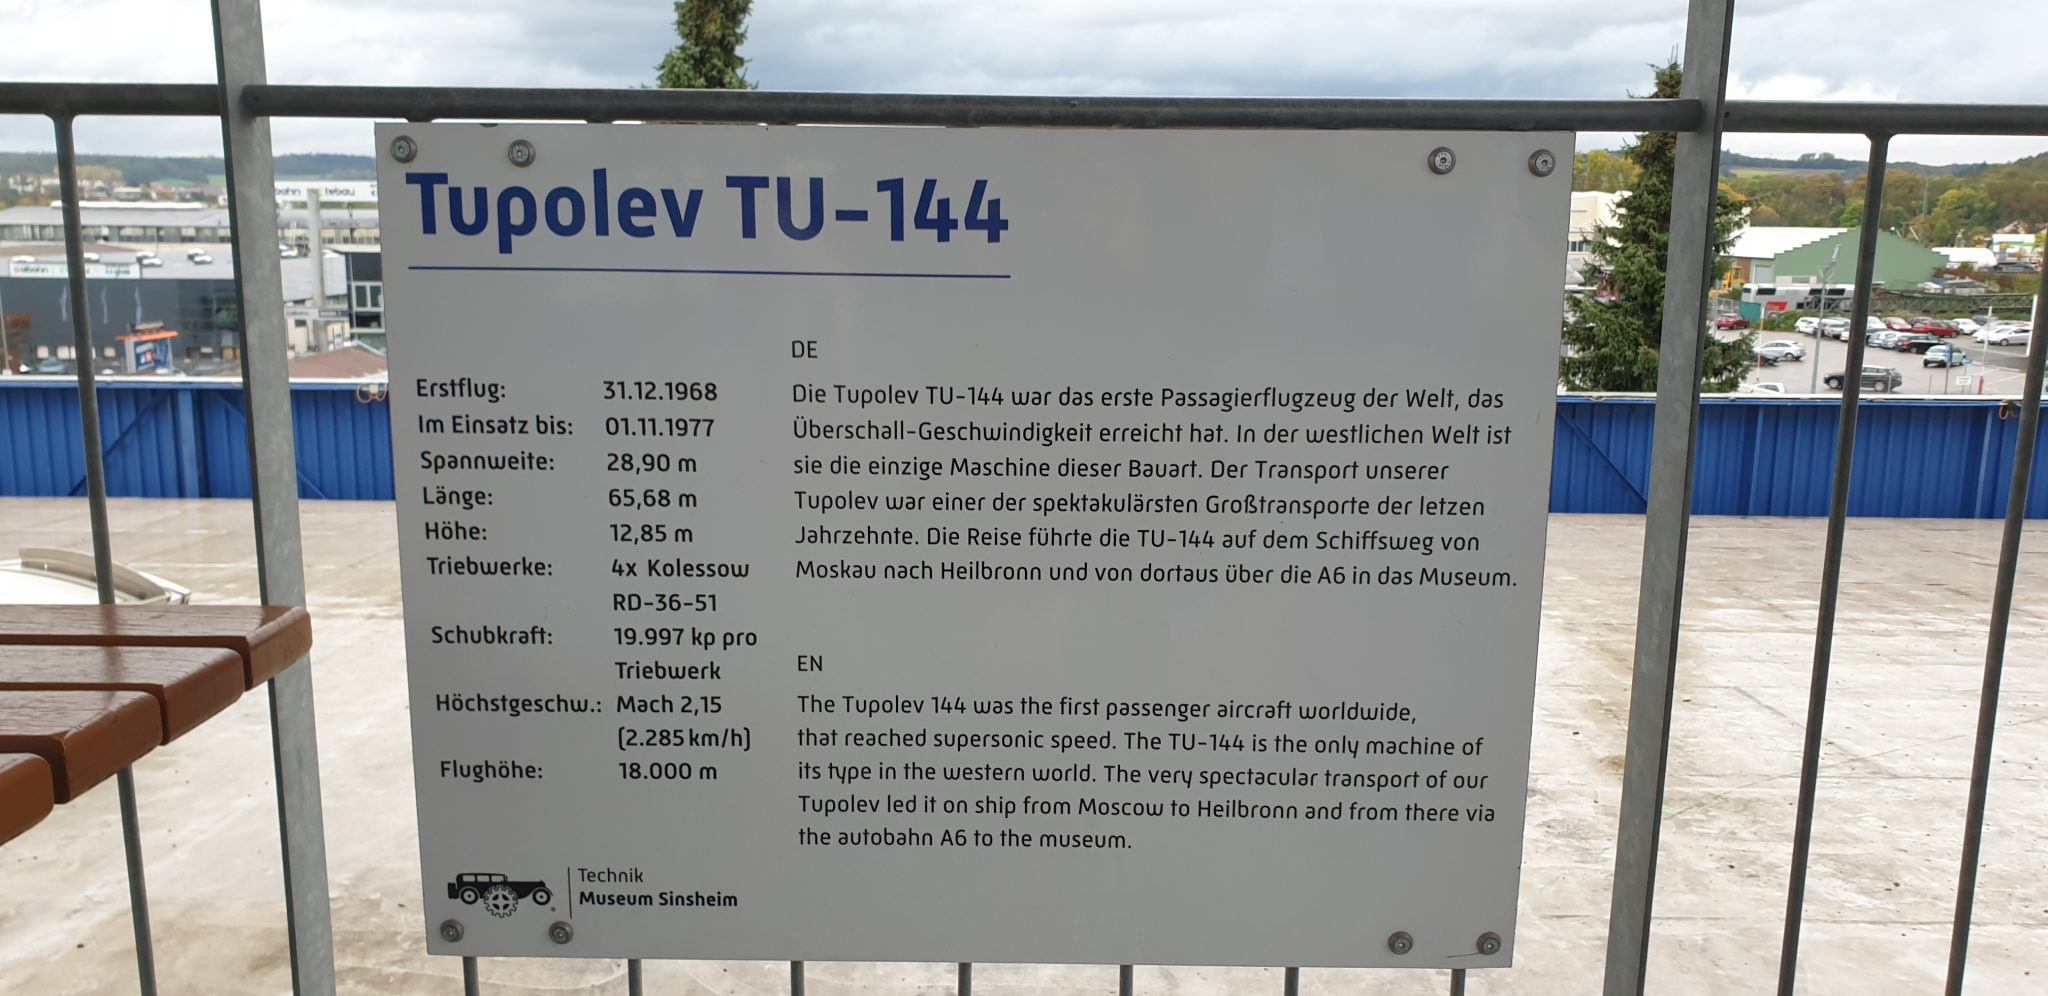 Tupolev TU-144
Erstflug: 31.12.1968
Im Einsatz bis: 01.11.1977
Spannweite: 28,90 m
Länge: 65,68 m
Höhe: 12,85 m
Triebwerke: 4x Kolessow
RD-36-51
Schubkraft: 19.997 kp pro
Triebwerk
Höchstgeschw.: Mach 2,15
(2.285 km/h)
Flughöhe: 18.000 m
DE
Die Tupolev TU-144 war das erste Passagierflugzeug der Welt, das
Überschall-Geschwindigkeit erreicht hat. In der westlichen Welt ist
sie die einzige Maschine dieser Bauart. Der Transport unserer
Tupolev war einer der spektakulärsten Großtransporte der letzen
Jahrzehnte. Die Reise führte die TU-144 auf dem Schiffsweg von
Moskau nach Heilbronn und von dortaus über die A6 in das Museum.
EN
The Tupolev 144 was the first passenger aircraft worldwide,
that reached supersonic speed. The TU-144 is the only machine of
its type in the western world. The very spectacular transport of our
Tupolev led it on ship from Moscow to Heilbronn and from there via
the autobahn A6 to the museum.
Technik
Museum Sinsheim